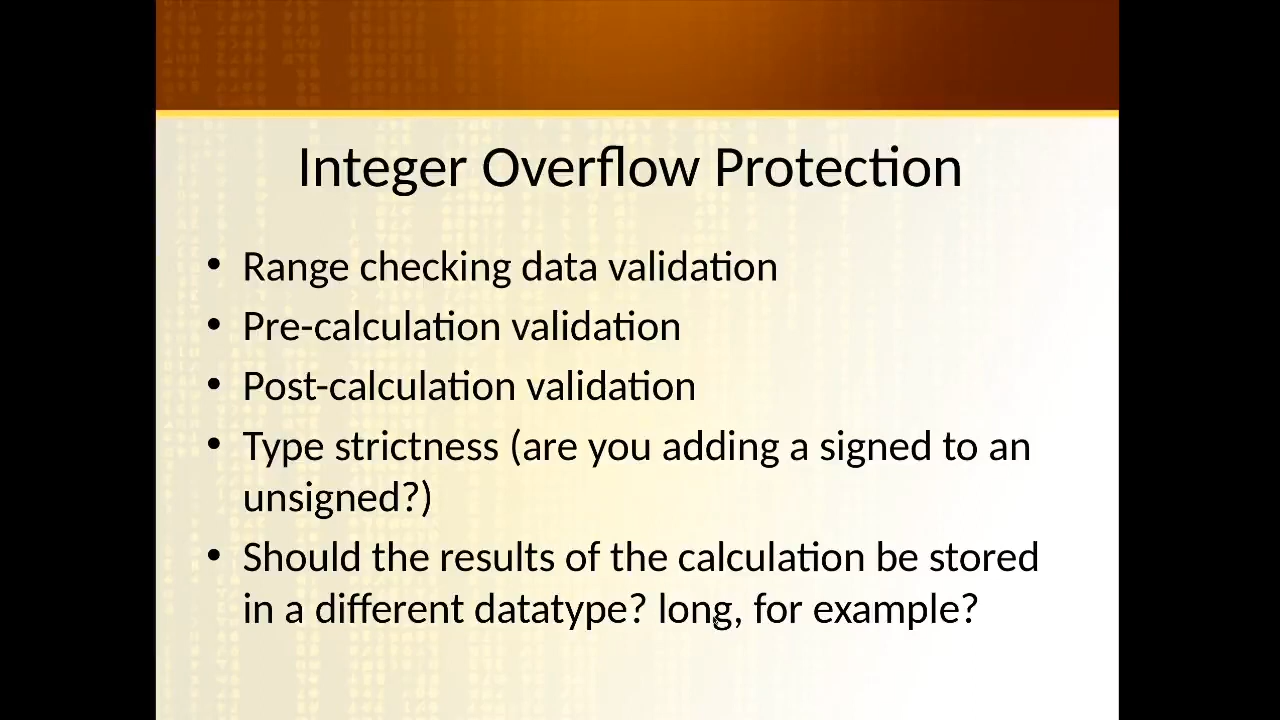 Integer Overflow Protection
• Range checking data validation
• Pre-calculation validation
• Post-calculation validation
• Type strictness (are you adding a signed to an
unsigned?)
• Should the results of the calculation be stored
in a different datatype? long, for example?